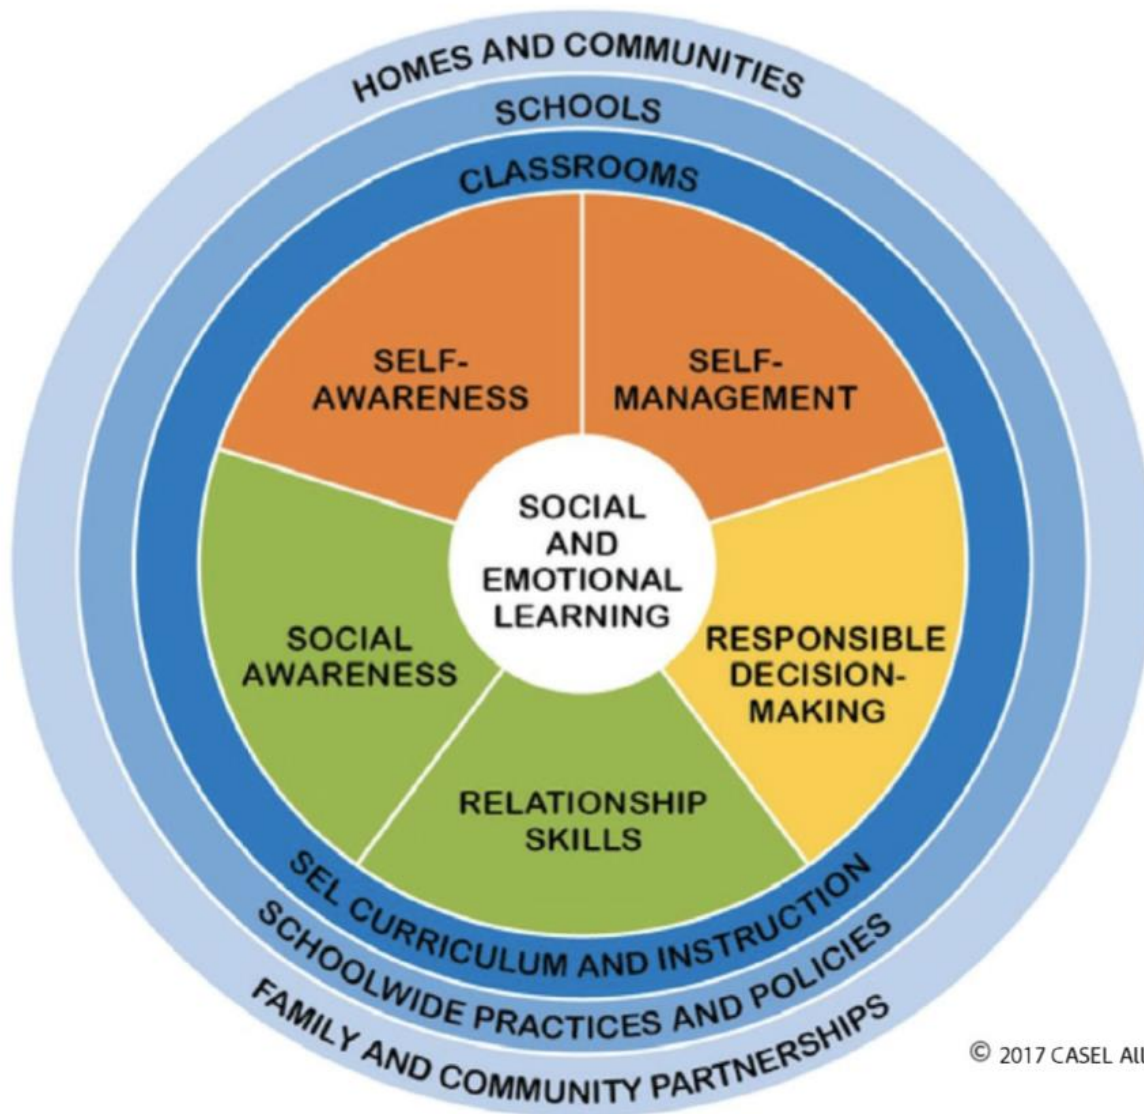 HOMES AND COMMUNITIES
SCHOOLS
CLASSROOMS
SELF-
AWARENESS
SELF-
MANAGEMENT
SOCIAL
AND
EMOTIONAL
LEARNING
SOCIAL
AWARENESS
RESPONSIBLE
DECISION-
MAKING
RELATIONSHIP
SKILLS
SEL CURRICULUM AND INSTRUCTION
SCHOOLWIDE PRACTICES AND POLICIES
FAMILY AND COMMUNITY PARTNERSHIPS
© 2017 CASEL All